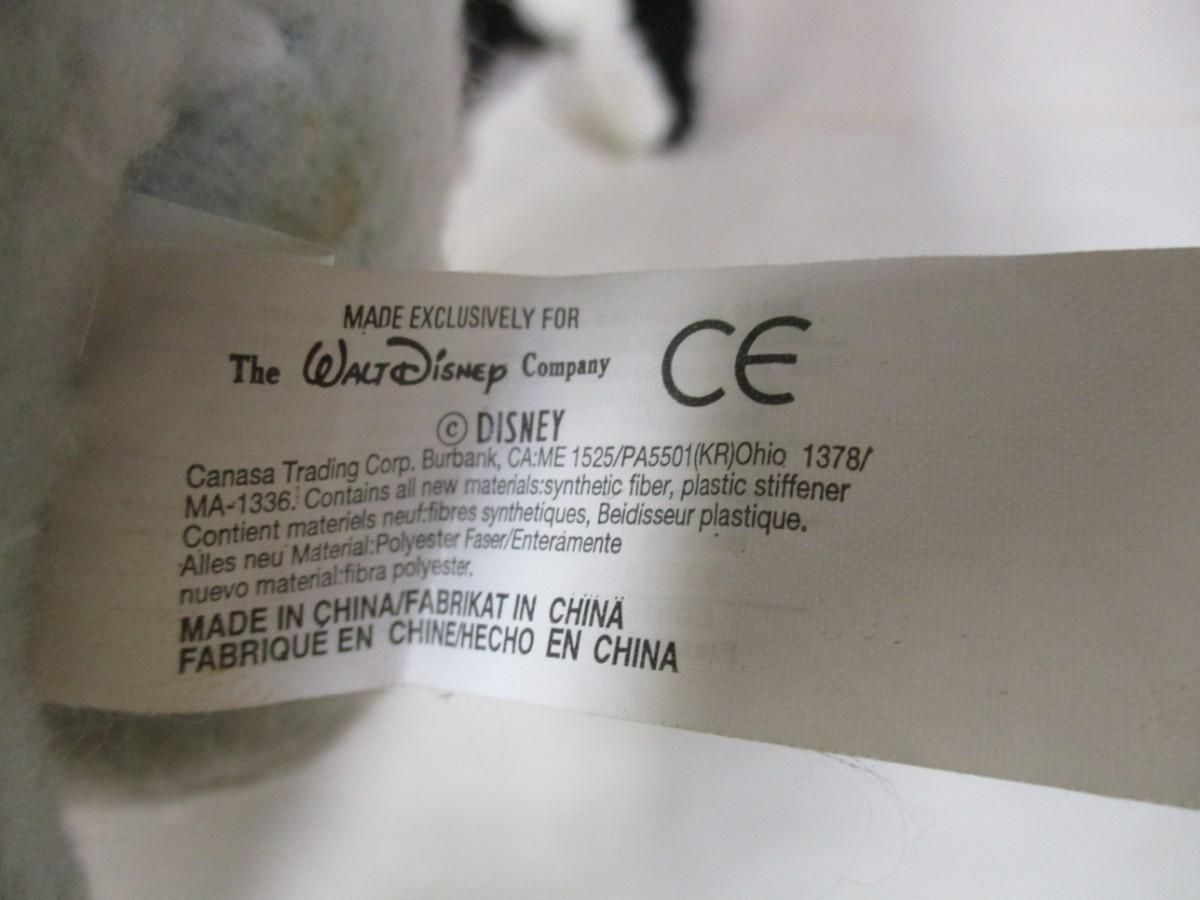 MADE EXCLUSIVELY FOR
The WALT DISNEY Company
CE
© DISNEY
Canasa Trading Corp. Burbank, CA:ME 1525/PA5501(KR)Ohio 1378/
MA-1336. Contains all new materials:synthetic fiber, plastic stiffener
Contient materiels neuf:fibres synthetiques, Beidisseur plastique.
Alles neu Material:Polyester Faser/Enteramente
nuevo material:fibra polyester.
MADE IN CHINA/FABRIKAT IN CHINA
FABRIQUÉ EN CHINE/HECHO EN CHINA